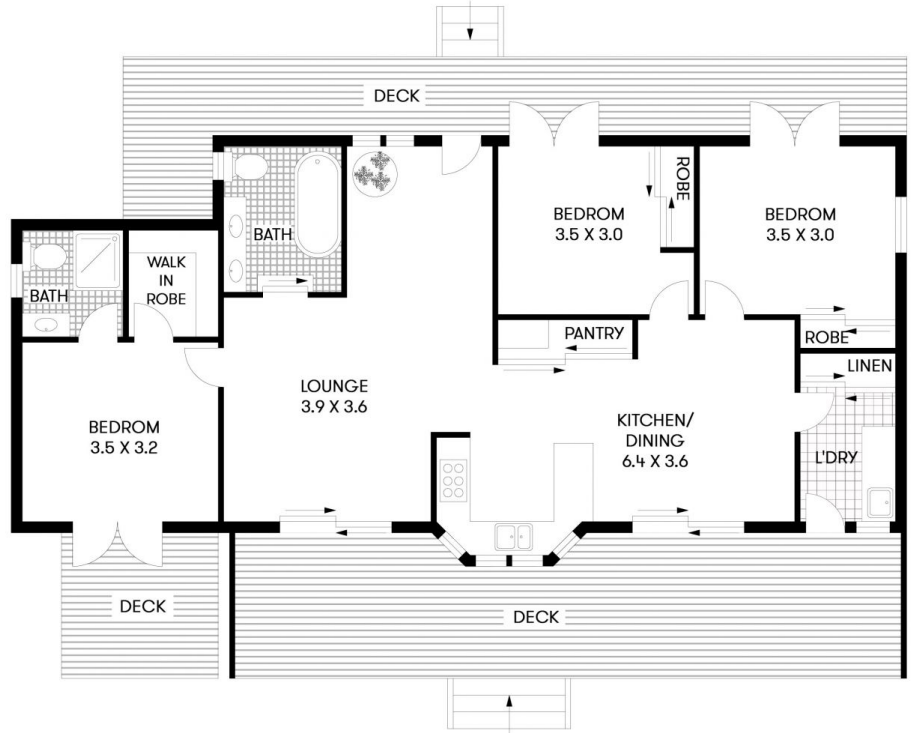 DECK
BEDROM
3.5 X 3.0
ROBE
BEDROM
3.5 X 3.0
BATH
WALK
IN
ROBE
BATH
PANTRY
ROBE
LINEN
LOUNGE
3.9 X 3.6
BEDROM
3.5 X 3.2
KITCHEN/
DINING
6.4 X 3.6
L'DRY
DECK
DECK